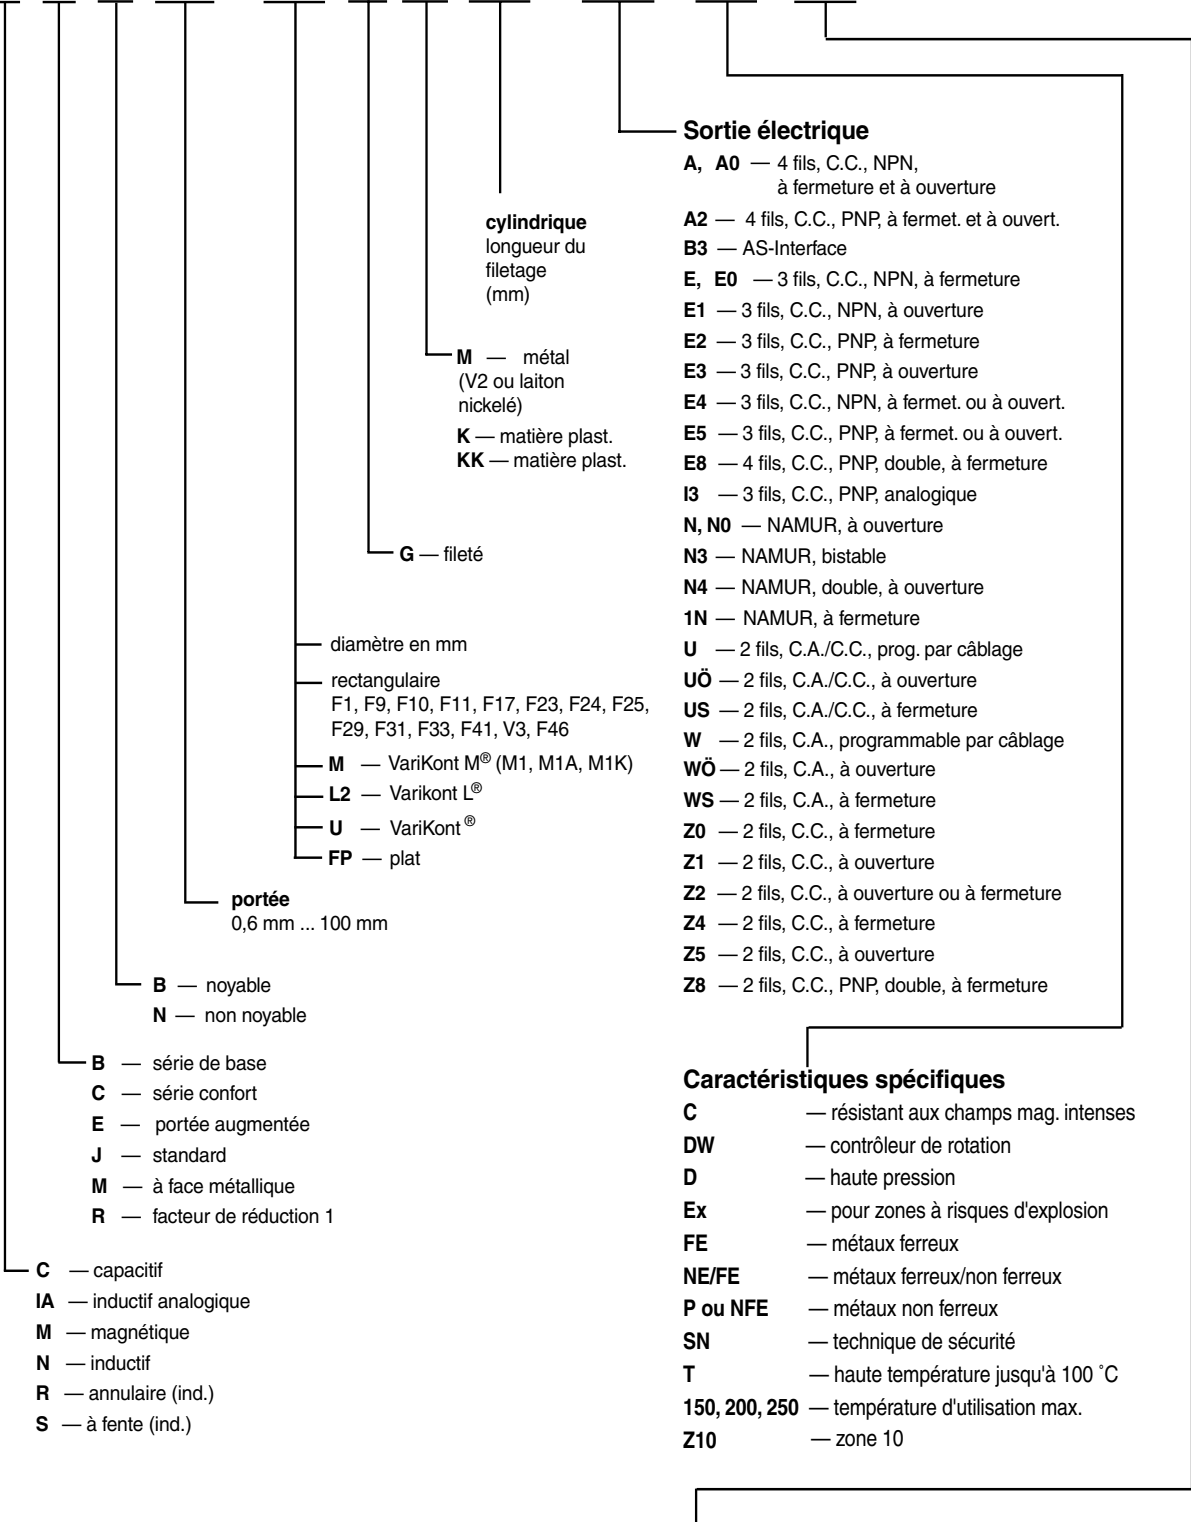 Sortie électrique
A, A0 — 4 fils, C.C., NPN,
à fermeture et à ouverture
A2 — 4 fils, C.C., PNP, à fermet. et à ouvert.
B3 — AS-Interface
E, E0 — 3 fils, C.C., NPN, à fermeture
E1 — 3 fils, C.C., NPN, à ouverture
E2 — 3 fils, C.C., PNP, à fermeture
E3 — 3 fils, C.C., PNP, à ouverture
E4 — 3 fils, C.C., NPN, à fermet. ou à ouvert.
E5 — 3 fils, C.C., PNP, à fermet. ou à ouvert.
E8 — 4 fils, C.C., PNP, double, à fermeture
I3 — 3 fils, C.C., PNP, analogique
N, N0 — NAMUR, à ouverture
N3 — NAMUR, bistable
N4 — NAMUR, double, à ouverture
1N — NAMUR, à fermeture
U — 2 fils, C.A./C.C., prog. par câblage
UÖ — 2 fils, C.A./C.C., à ouverture
US — 2 fils, C.A./C.C., à fermeture
W — 2 fils, C.A., programmable par câblage
WÖ — 2 fils, C.A., à ouverture
WS — 2 fils, C.A., à fermeture
Z0 — 2 fils, C.C., à fermeture
Z1 — 2 fils, C.C., à ouverture
Z2 — 2 fils, C.C., à ouverture ou à fermeture
Z4 — 2 fils, C.C., à fermeture
Z5 — 2 fils, C.C., à ouverture
Z8 — 2 fils, C.C., PNP, double, à fermeture
cylindrique
longueur du
filetage
(mm)
M — métal
(V2 ou laiton
nickelé)
K — matière plast.
KK — matière plast.
G — fileté
diamètre en mm
rectangulaire
F1, F9, F10, F11, F17, F23, F24, F25,
F29, F31, F33, F41, V3, F46
M — VariKont M® (M1, M1A, M1K)
L2 — Varikont L®
U — VariKont ®
FP — plat
portée
0,6 mm ... 100 mm
B — noyable
N — non noyable
B — série de base
C — série confort
E — portée augmentée
J — standard
M — à face métallique
R — facteur de réduction 1
C — capacitif
IA — inductif analogique
M — magnétique
N — inductif
R — annulaire (ind.)
S — à fente (ind.)
Caractéristiques spécifiques
C — résistant aux champs mag. intenses
DW — contrôleur de rotation
D — haute pression
Ex — pour zones à risques d'explosion
FE — métaux ferreux
NE/FE — métaux ferreux/non ferreux
P ou NFE — métaux non ferreux
SN — technique de sécurité
T — haute température jusqu'à 100 ˚C
150, 200, 250 — température d'utilisation max.
Z10 — zone 10